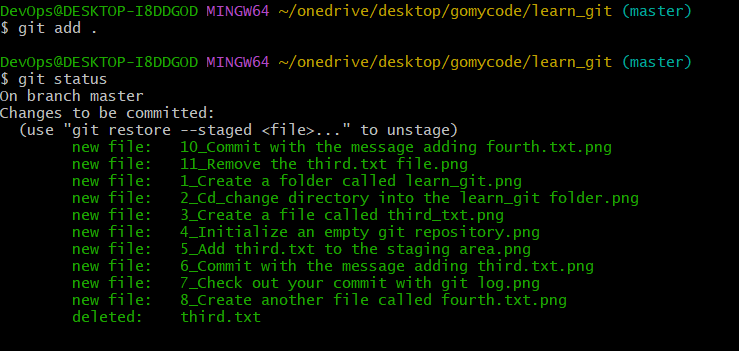 DevOps@DESKTOP-I8DDGOD MINGW64 ~/onedrive/desktop/gomycode/learn_git (master)
$ git add .
DevOps@DESKTOP-I8DDGOD MINGW64 ~/onedrive/desktop/gomycode/learn_git (master)
$ git status
On branch master
Changes to be committed:
  (use "git restore --staged <file>..." to unstage)
        new file:   10_Commit with the message adding fourth.txt.png
        new file:   11_Remove the third.txt file.png
        new file:   1_Create a folder called learn_git.png
        new file:   2_Cd_change directory into the learn_git folder.png
        new file:   3_Create a file called third_txt.png
        new file:   4_Initialize an empty git repository.png
        new file:   5_Add third.txt to the staging area.png
        new file:   6_Commit with the message adding third.txt.png
        new file:   7_Check out your commit with git log.png
        new file:   8_Create another file called fourth.txt.png
        deleted:    third.txt